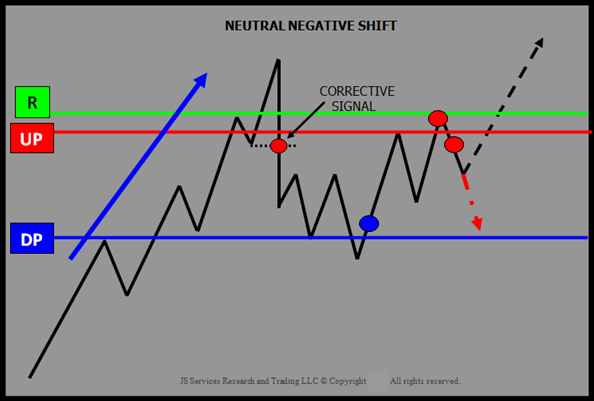 NEUTRAL NEGATIVE SHIFT
CORRECTIVE
SIGNAL
R
UP
DP
JS Services Research and Trading LLC © Copyright All rights reserved.